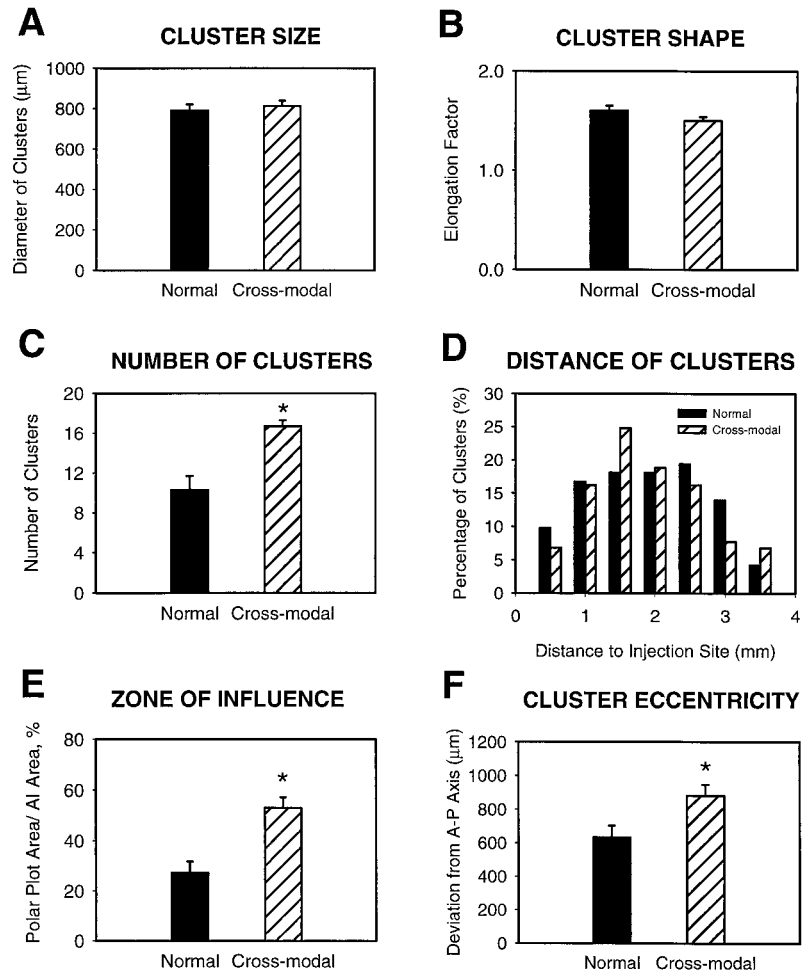 A
CLUSTER SIZE
Diameter of Clusters (μm)
1000
800
600
400
200
0
Normal Cross-modal
B
CLUSTER SHAPE
Elongation Factor
2.0
1.0
0.0
Normal Cross-modal
C
NUMBER OF CLUSTERS
Number of Clusters
20
16
12
8
4
0
*
Normal Cross-modal
D
DISTANCE OF CLUSTERS
Percentage of Clusters (%)
30
25
20
15
10
5
0
Normal
Cross-modal
0 1 2 3 4
Distance to Injection Site (mm)
E
ZONE OF INFLUENCE
Polar Plot Area/ AI Area, %
80
60
40
20
0
*
Normal Cross-modal
F
CLUSTER ECCENTRICITY
Deviation from A-P Axis (μm)
1200
1000
800
600
400
200
0
*
Normal Cross-modal